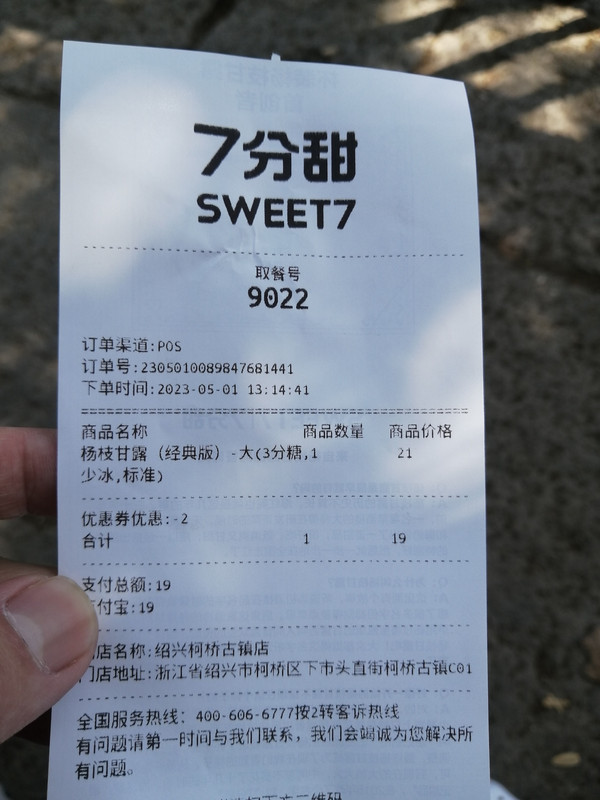 7分甜
SWEET7
取餐号
9022
订单渠道:POS
订单号:2305010089847681441
下单时间:2023-05-01 13:14:41
商品名称 商品数量 商品价格
杨枝甘露（经典版）-大(3分糖,1 21
少冰,标准)
优惠券优惠:-2
合计 1 19
支付总额:19
付宝:19
店名称:绍兴柯桥古镇店
门店地址:浙江省绍兴市柯桥区下市头直街柯桥古镇C01
全国服务热线: 400-606-6777按2转客诉热线
有问题请第一时间与我们联系，我们会竭诚为您解决所
有问题。